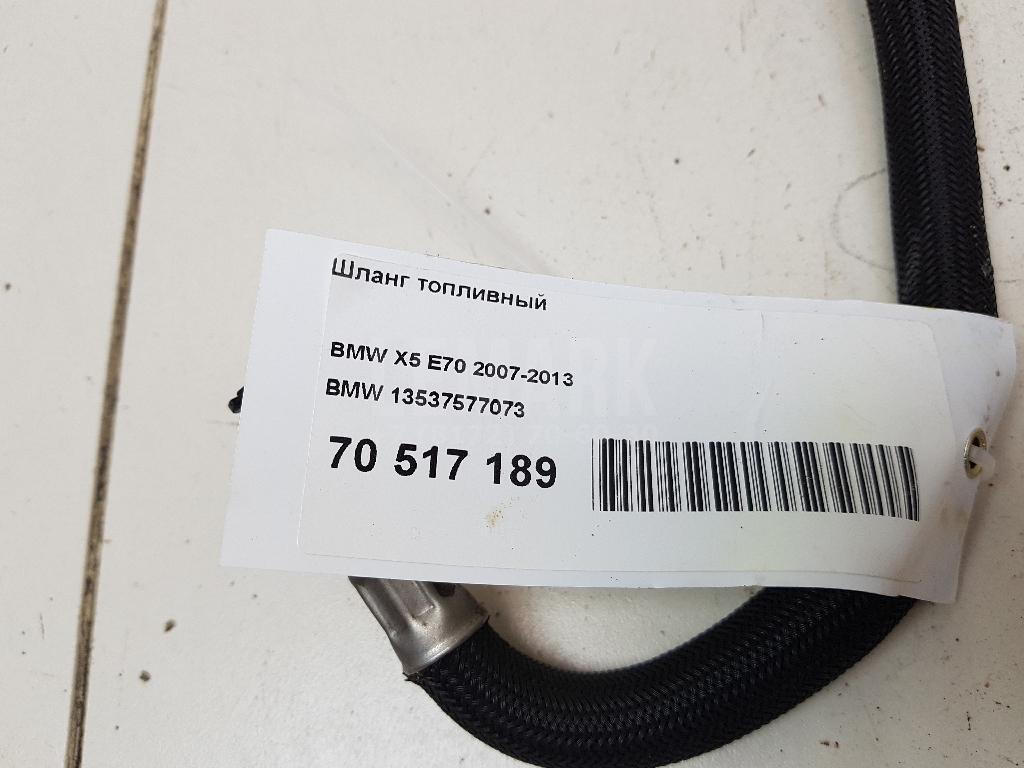 Шланг топливный
BMW X5 E70 2007-2013
BMW 13537577073
70 517 189